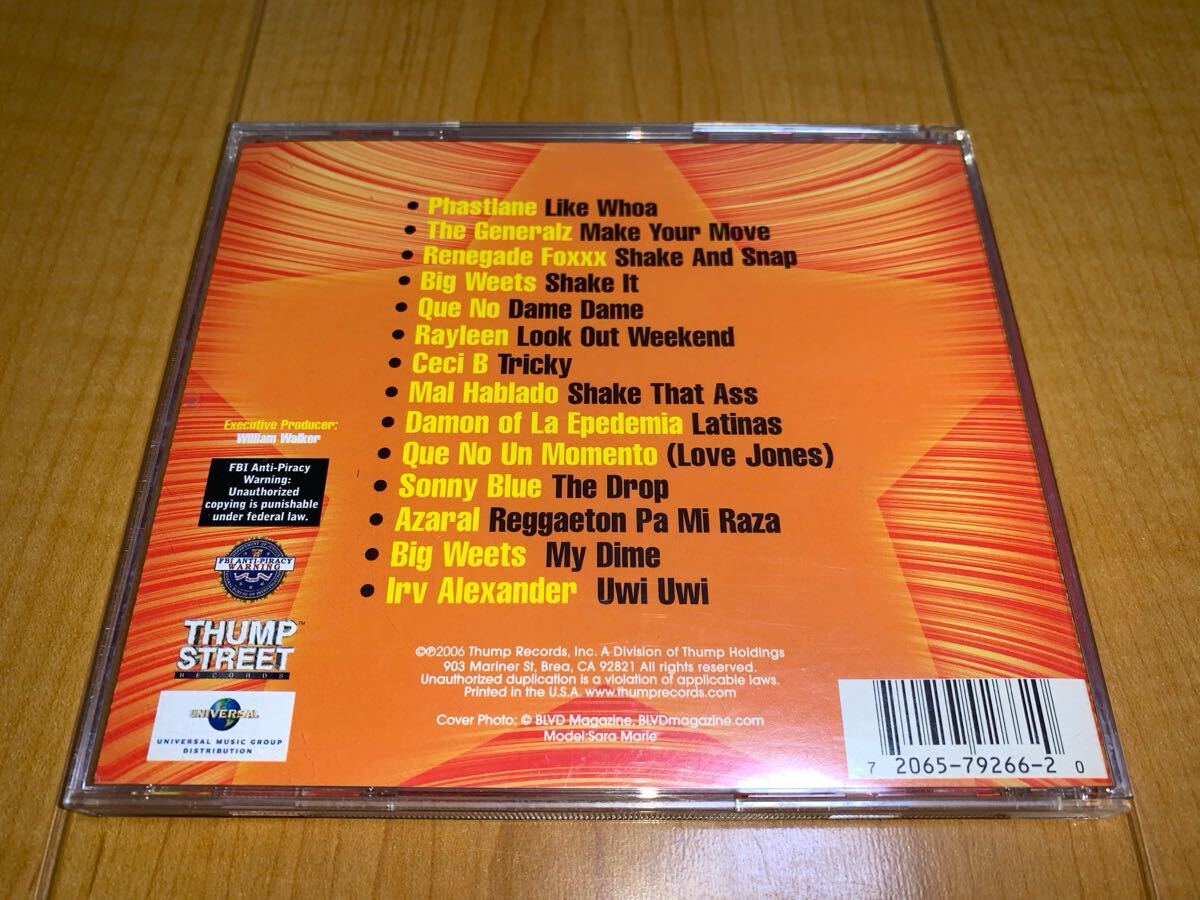 • Phastlane Like Whoa
• The Generalz Make Your Move
• Renegade Foxxx Shake And Snap
• Big Weets Shake It
• Que No Dame Dame
• Rayleen Look Out Weekend
• Ceci B Tricky
• Mal Hablado Shake That Ass
• Damon of La Epedemia Latinas
• Que No Un Momento (Love Jones)
• Sonny Blue The Drop
• Azaral Reggaeton Pa Mi Raza
• Big Weets My Dime
• Irv Alexander Uwi Uwi
Executive Producer:
William Walker
FBI Anti-Piracy
Warning:
Unauthorized
copying is punishable
under federal law.
FBI ANTI-PIRACY
WARNING
THUMP™
STREET
RECORDS
UNIVERSAL
UNIVERSAL MUSIC GROUP
DISTRIBUTION
©℗2006 Thump Records, Inc. A Division of Thump Holdings
903 Mariner St, Brea, CA 92821 All rights reserved.
Unauthorized duplication is a violation of applicable laws.
Printed in the U.S.A. www.thumprecords.com
Cover Photo: © BLVD Magazine, BLVDmagazine.com
Model:Sara Marie
7 2065-79266-2 0